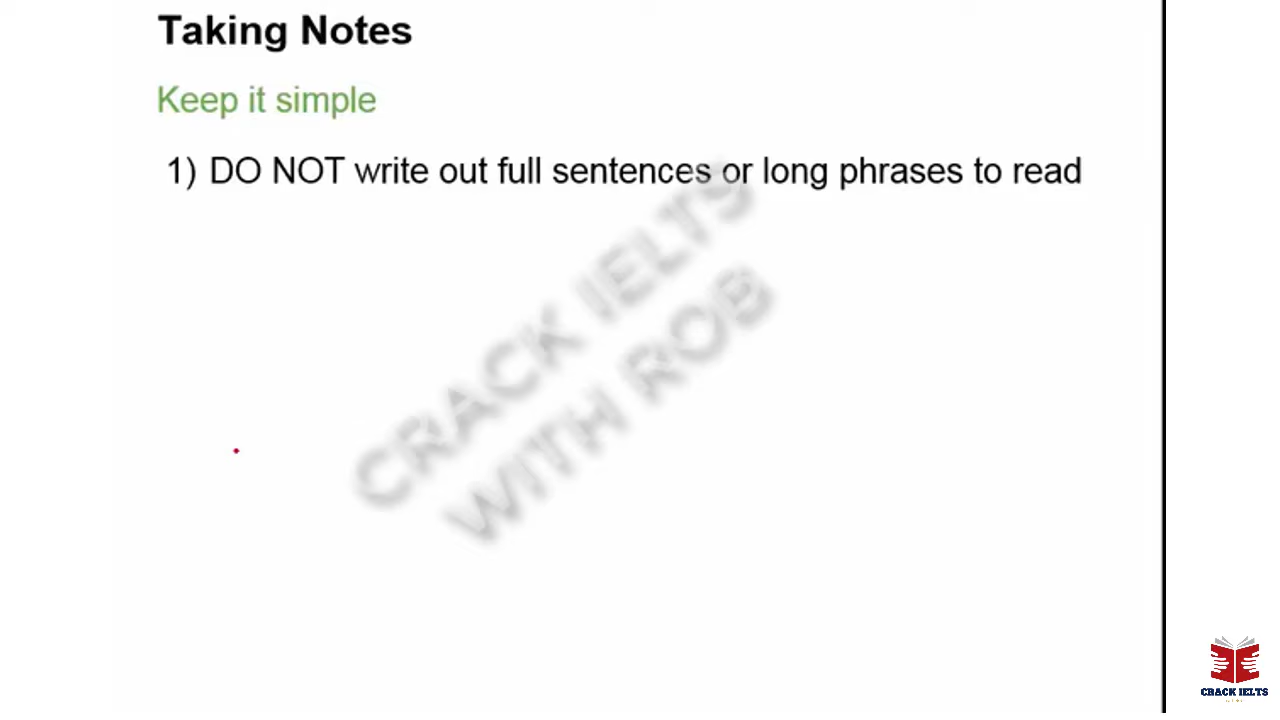 Taking Notes
Keep it simple
1) DO NOT write out full sentences or long phrases to read
CRACK IELTS
WITH ROB
CRACK IELTS